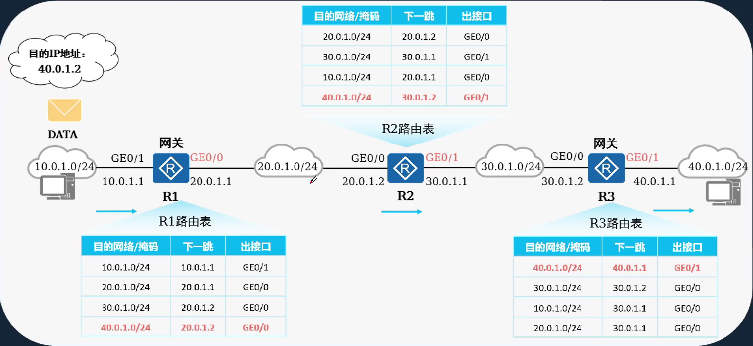 目的网络/掩码 下一跳 出接口
20.0.1.0/24 20.0.1.2 GE0/0
30.0.1.0/24 30.0.1.1 GE0/1
10.0.1.0/24 20.0.1.1 GE0/0
40.0.1.0/24 30.0.1.2 GE0/1
目的IP地址:
40.0.1.2
DATA
R2路由表
网关
网关
10.0.1.0/24
GE0/1
GE0/0
20.0.1.0/24
GE0/0
GE0/1
30.0.1.0/24
GE0/0
GE0/1
40.0.1.0/24
10.0.1.1
20.0.1.1
20.0.1.2
30.0.1.1
30.0.1.2
40.0.1.1
R
R
R
R1
R2
R3
R1路由表
目的网络/掩码 下一跳 出接口
10.0.1.0/24 10.0.1.1 GE0/1
20.0.1.0/24 20.0.1.1 GE0/0
30.0.1.0/24 20.0.1.2 GE0/0
40.0.1.0/24 20.0.1.2 GE0/0
R3路由表
目的网络/掩码 下一跳 出接口
40.0.1.0/24 40.0.1.1 GE0/1
30.0.1.0/24 30.0.1.2 GE0/0
10.0.1.0/24 30.0.1.1 GE0/0
20.0.1.0/24 30.0.1.1 GE0/0